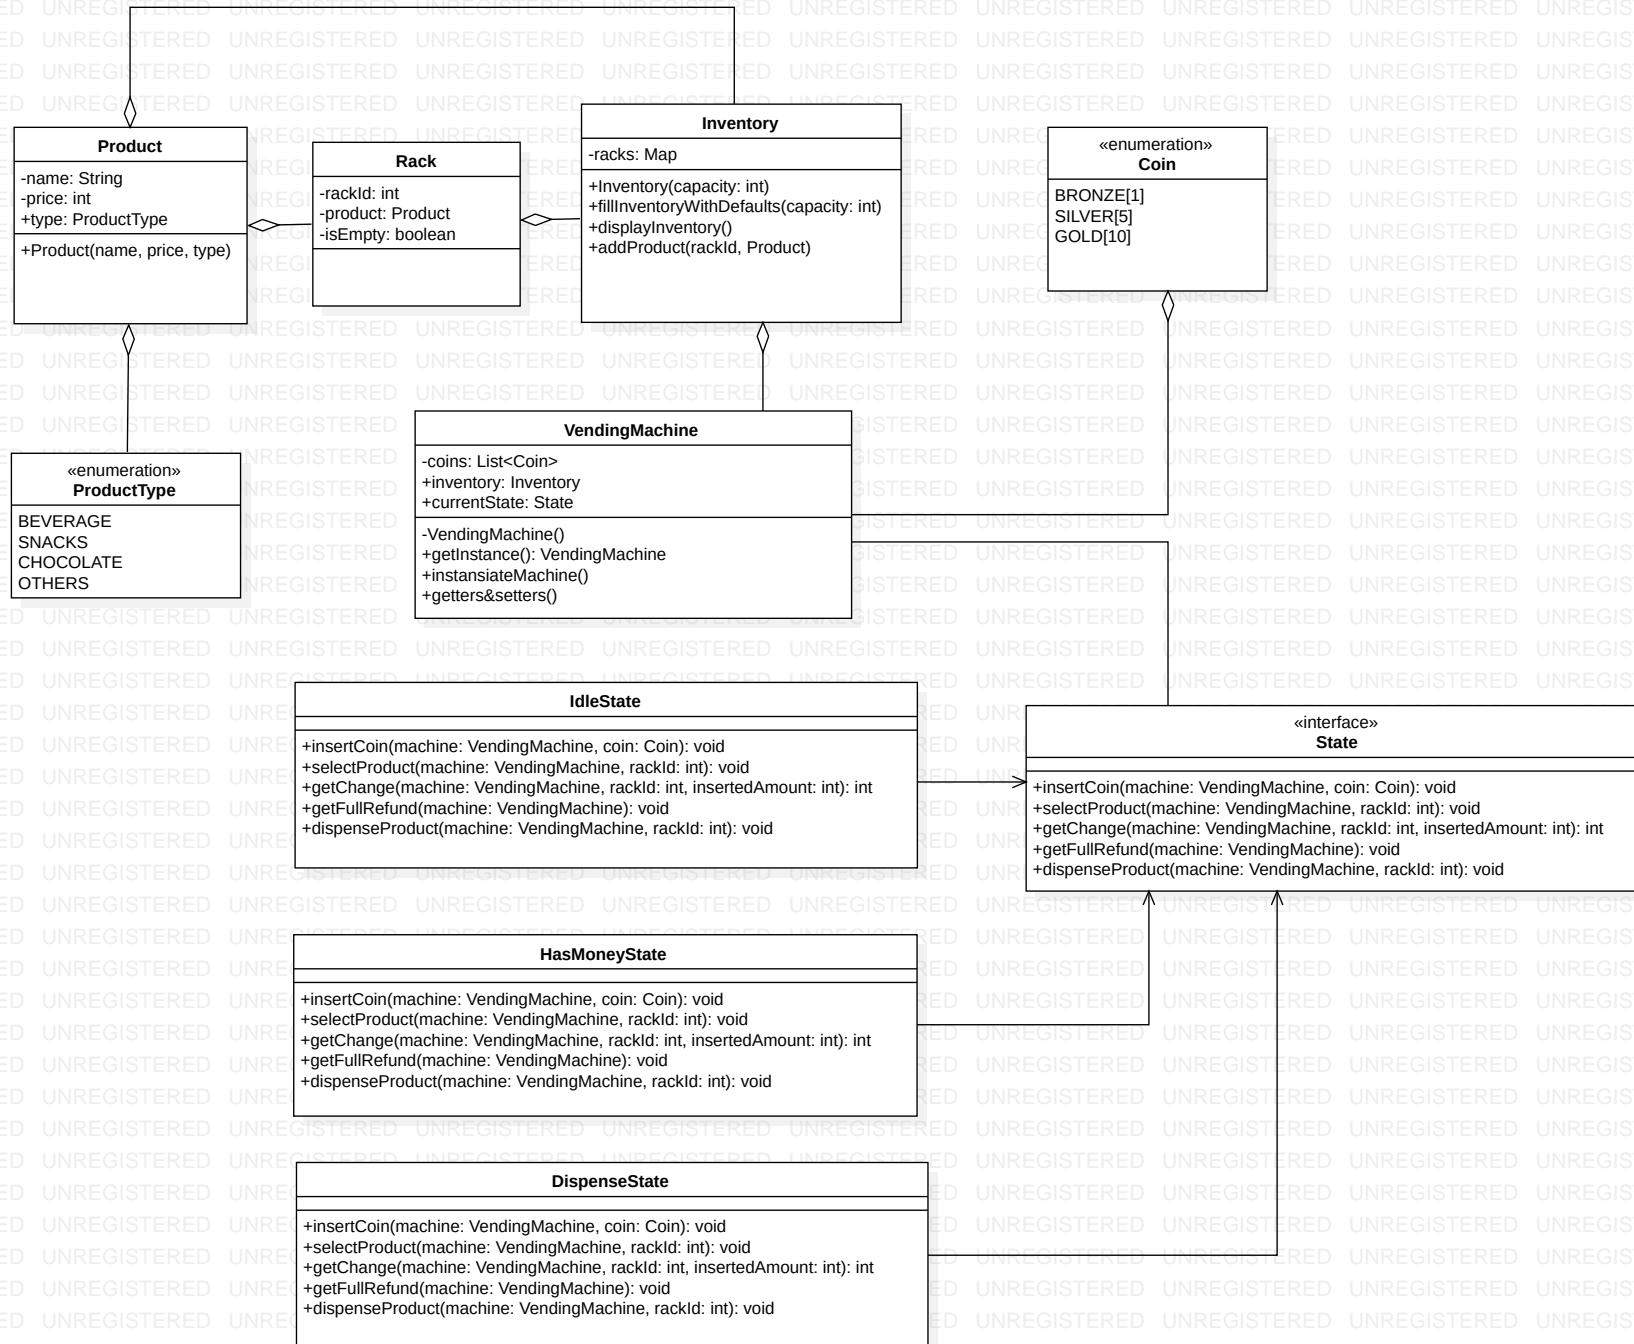 Product
-name: String
-price: int
+type: ProductType
+Product(name, price, type)
Rack
-rackId: int
-product: Product
-isEmpty: boolean
Inventory
-racks: Map
+Inventory(capacity: int)
+fillInventoryWithDefaults(capacity: int)
+displayInventory()
+addProduct(rackId, Product)
«enumeration»
Coin
BRONZE[1]
SILVER[5]
GOLD[10]
«enumeration»
ProductType
BEVERAGE
SNACKS
CHOCOLATE
OTHERS
VendingMachine
-coins: List<Coin>
+inventory: Inventory
+currentState: State
-VendingMachine()
+getInstance(): VendingMachine
+instansiateMachine()
+getters&setters()
IdleState
+insertCoin(machine: VendingMachine, coin: Coin): void
+selectProduct(machine: VendingMachine, rackId: int): void
+getChange(machine: VendingMachine, rackId: int, insertedAmount: int): int
+getFullRefund(machine: VendingMachine): void
+dispenseProduct(machine: VendingMachine, rackId: int): void
«interface»
State
+insertCoin(machine: VendingMachine, coin: Coin): void
+selectProduct(machine: VendingMachine, rackId: int): void
+getChange(machine: VendingMachine, rackId: int, insertedAmount: int): int
+getFullRefund(machine: VendingMachine): void
+dispenseProduct(machine: VendingMachine, rackId: int): void
HasMoneyState
+insertCoin(machine: VendingMachine, coin: Coin): void
+selectProduct(machine: VendingMachine, rackId: int): void
+getChange(machine: VendingMachine, rackId: int, insertedAmount: int): int
+getFullRefund(machine: VendingMachine): void
+dispenseProduct(machine: VendingMachine, rackId: int): void
DispenseState
+insertCoin(machine: VendingMachine, coin: Coin): void
+selectProduct(machine: VendingMachine, rackId: int): void
+getChange(machine: VendingMachine, rackId: int, insertedAmount: int): int
+getFullRefund(machine: VendingMachine): void
+dispenseProduct(machine: VendingMachine, rackId: int): void
UNREGISTERED